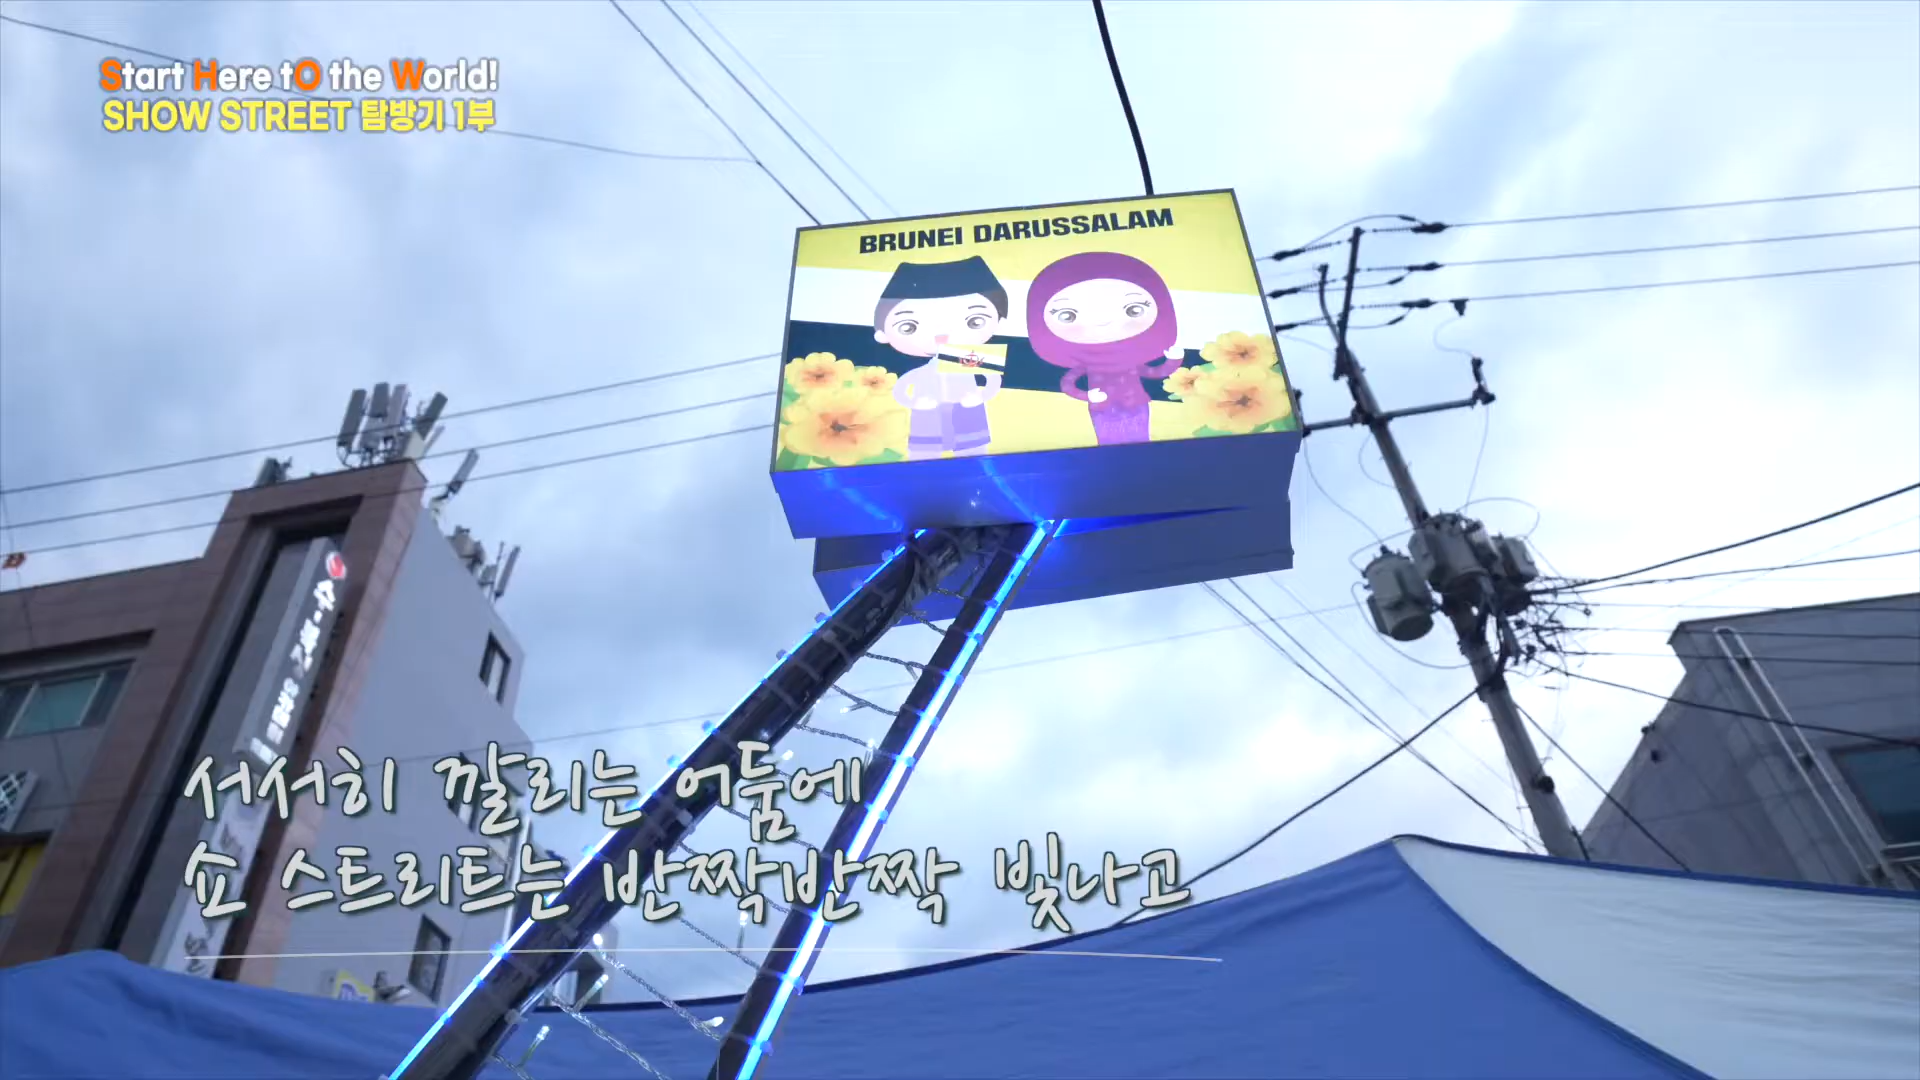 Start Here tO the World!
SHOW STREET 탐방기 1부
BRUNEI DARUSSALAM
서서히 깔리는 어둠에
쇼 스트리트는 반짝반짝 빛나고